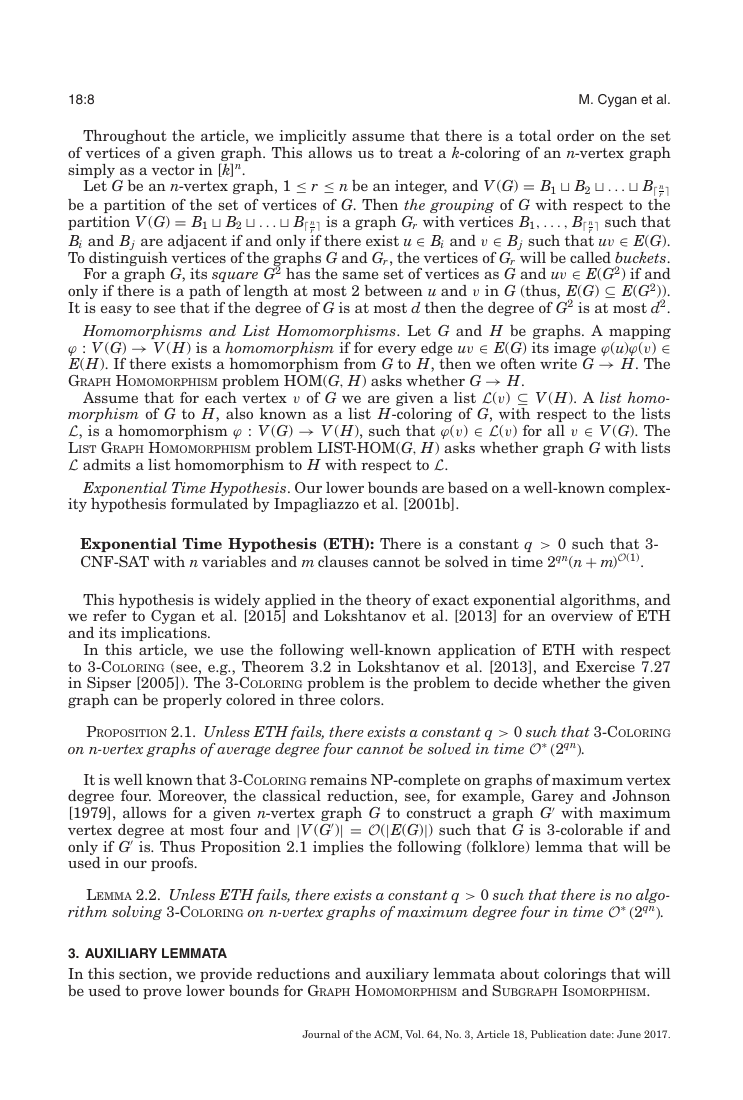 18:8 M. Cygan et al.
Throughout the article, we implicitly assume that there is a total order on the set
of vertices of a given graph. This allows us to treat a k-coloring of an n-vertex graph
simply as a vector in [k]ⁿ.
Let G be an n-vertex graph, 1 ≤ r ≤ n be an integer, and V(G) = B₁ ⊔ B₂ ⊔ … ⊔ B_{⌈n/r⌉}
be a partition of the set of vertices of G. Then the grouping of G with respect to the
partition V(G) = B₁ ⊔ B₂ ⊔ … ⊔ B_{⌈n/r⌉} is a graph Gᵣ with vertices B₁, …, B_{⌈n/r⌉} such that
Bᵢ and Bⱼ are adjacent if and only if there exist u ∈ Bᵢ and v ∈ Bⱼ such that uv ∈ E(G).
To distinguish vertices of the graphs G and Gᵣ, the vertices of Gᵣ will be called buckets.
For a graph G, its square G² has the same set of vertices as G and uv ∈ E(G²) if and
only if there is a path of length at most 2 between u and v in G (thus, E(G) ⊆ E(G²)).
It is easy to see that if the degree of G is at most d then the degree of G² is at most d².
Homomorphisms and List Homomorphisms. Let G and H be graphs. A mapping
φ : V(G) → V(H) is a homomorphism if for every edge uv ∈ E(G) its image φ(u)φ(v) ∈
E(H). If there exists a homomorphism from G to H, then we often write G → H. The
GRAPH HOMOMORPHISM problem HOM(G, H) asks whether G → H.
Assume that for each vertex v of G we are given a list ℒ(v) ⊆ V(H). A list homo-
morphism of G to H, also known as a list H-coloring of G, with respect to the lists
ℒ, is a homomorphism φ : V(G) → V(H), such that φ(v) ∈ ℒ(v) for all v ∈ V(G). The
LIST GRAPH HOMOMORPHISM problem LIST-HOM(G, H) asks whether graph G with lists
ℒ admits a list homomorphism to H with respect to ℒ.
Exponential Time Hypothesis. Our lower bounds are based on a well-known complex-
ity hypothesis formulated by Impagliazzo et al. [2001b].
Exponential Time Hypothesis (ETH): There is a constant q > 0 such that 3-
CNF-SAT with n variables and m clauses cannot be solved in time 2^{qn}(n + m)^{𝒪(1)}.
This hypothesis is widely applied in the theory of exact exponential algorithms, and
we refer to Cygan et al. [2015] and Lokshtanov et al. [2013] for an overview of ETH
and its implications.
In this article, we use the following well-known application of ETH with respect
to 3-COLORING (see, e.g., Theorem 3.2 in Lokshtanov et al. [2013], and Exercise 7.27
in Sipser [2005]). The 3-COLORING problem is the problem to decide whether the given
graph can be properly colored in three colors.
PROPOSITION 2.1. Unless ETH fails, there exists a constant q > 0 such that 3-COLORING
on n-vertex graphs of average degree four cannot be solved in time 𝒪*(2^{qn}).
It is well known that 3-COLORING remains NP-complete on graphs of maximum vertex
degree four. Moreover, the classical reduction, see, for example, Garey and Johnson
[1979], allows for a given n-vertex graph G to construct a graph G′ with maximum
vertex degree at most four and |V(G′)| = 𝒪(|E(G)|) such that G is 3-colorable if and
only if G′ is. Thus Proposition 2.1 implies the following (folklore) lemma that will be
used in our proofs.
LEMMA 2.2. Unless ETH fails, there exists a constant q > 0 such that there is no algo-
rithm solving 3-COLORING on n-vertex graphs of maximum degree four in time 𝒪*(2^{qn}).
3. AUXILIARY LEMMATA
In this section, we provide reductions and auxiliary lemmata about colorings that will
be used to prove lower bounds for GRAPH HOMOMORPHISM and SUBGRAPH ISOMORPHISM.
Journal of the ACM, Vol. 64, No. 3, Article 18, Publication date: June 2017.